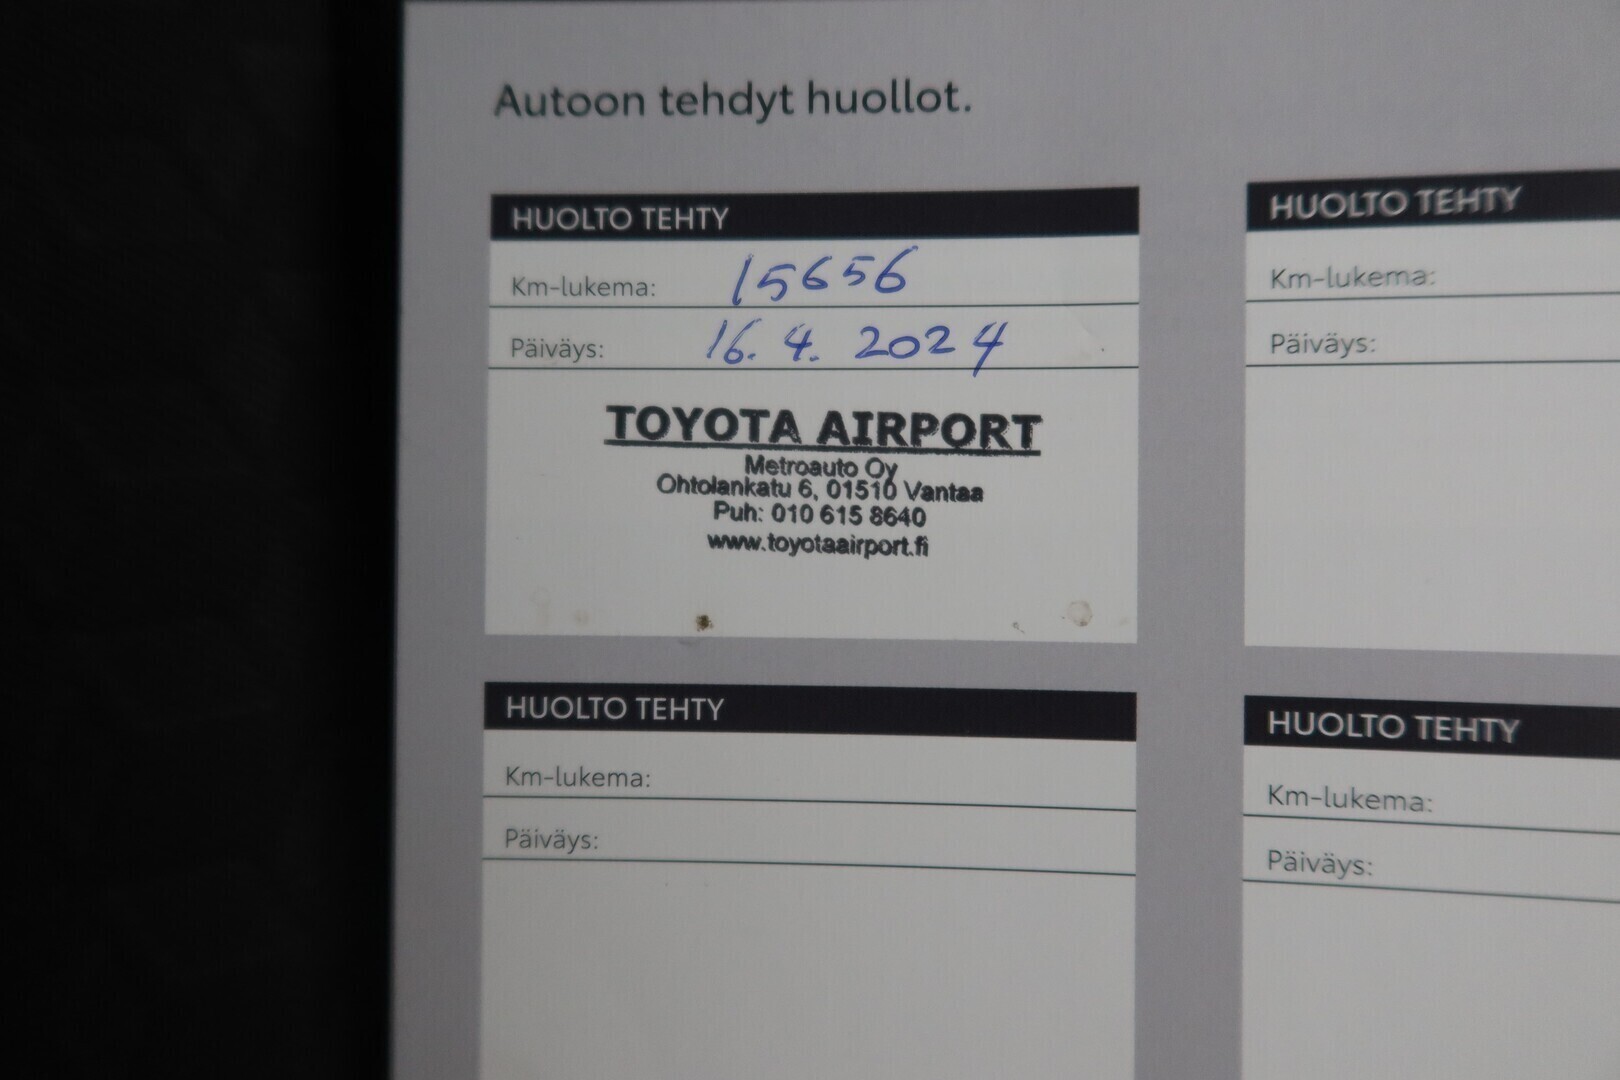 Autoon tehdyt huollot.
HUOLTO TEHTY
Km-lukema: 15656
Päiväys: 16.4.2024
TOYOTA AIRPORT
Metroauto Oy
Ohtolankatu 6, 01510 Vantaa
Puh: 010 615 8640
www.toyotaairport.fi
HUOLTO TEHTY
Km-lukema:
Päiväys:
HUOLTO TEHTY
Km-lukema:
Päiväys:
HUOLTO TEHTY
Km-lukema:
Päiväys: